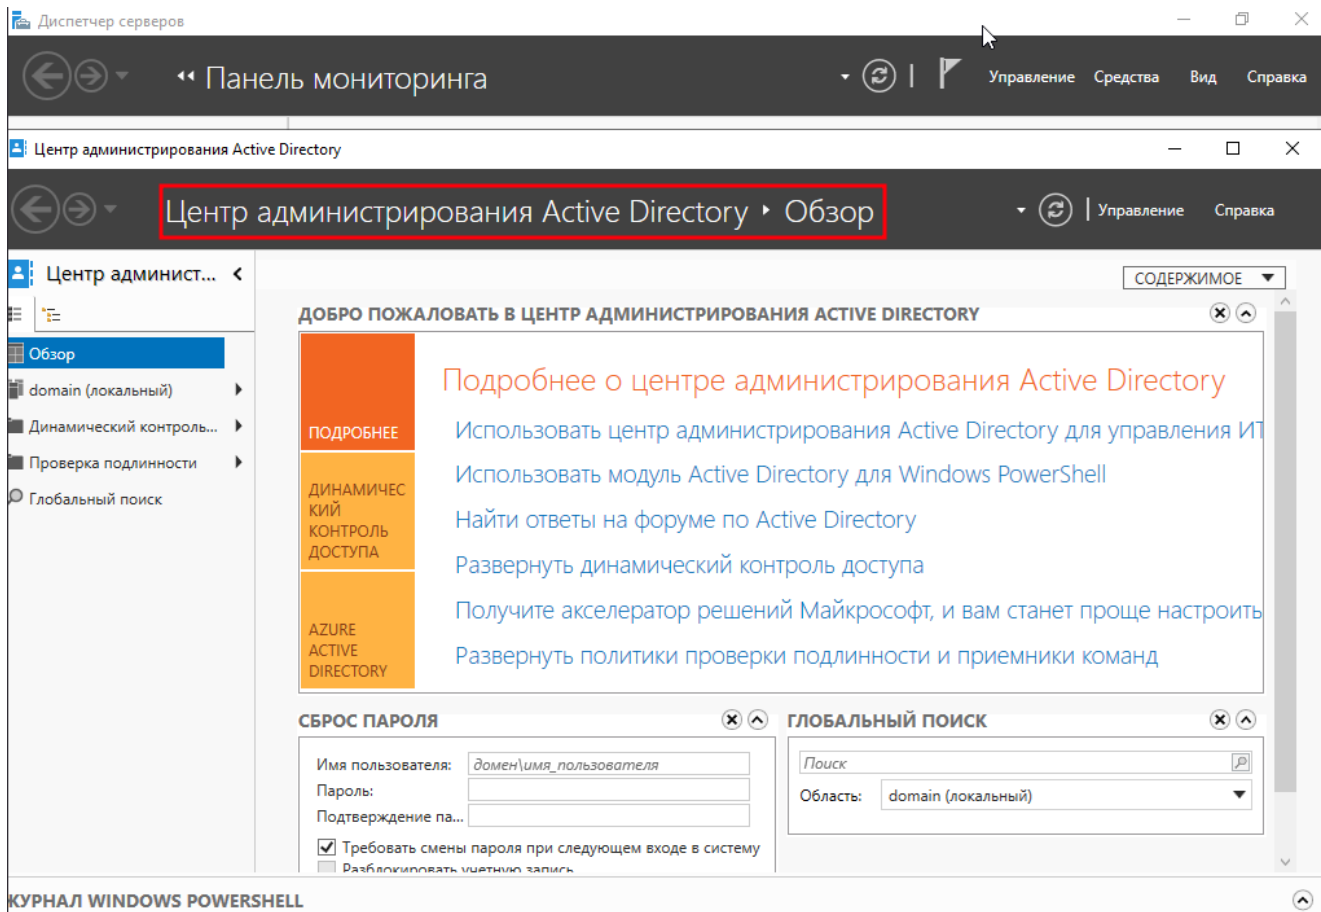 Диспетчер серверов
Панель мониторинга
Управление Средства Вид Справка
Центр администрирования Active Directory
Центр администрирования Active Directory ‣ Обзор
Управление Справка
Центр админист...
СОДЕРЖИМОЕ
Обзор
domain (локальный)
Динамический контроль...
Проверка подлинности
Глобальный поиск
ДОБРО ПОЖАЛОВАТЬ В ЦЕНТР АДМИНИСТРИРОВАНИЯ ACTIVE DIRECTORY
ПОДРОБНЕЕ
ДИНАМИЧЕС
КИЙ
КОНТРОЛЬ
ДОСТУПА
AZURE
ACTIVE
DIRECTORY
Подробнее о центре администрирования Active Directory
Использовать центр администрирования Active Directory для управления ИТ
Использовать модуль Active Directory для Windows PowerShell
Найти ответы на форуме по Active Directory
Развернуть динамический контроль доступа
Получите акселератор решений Майкрософт, и вам станет проще настроить
Развернуть политики проверки подлинности и приемники команд
СБРОС ПАРОЛЯ
Имя пользователя: домен\имя_пользователя
Пароль:
Подтверждение па...
Требовать смены пароля при следующем входе в систему
Разблокировать учетную запись
ГЛОБАЛЬНЫЙ ПОИСК
Поиск
Область: domain (локальный)
ЖУРНАЛ WINDOWS POWERSHELL